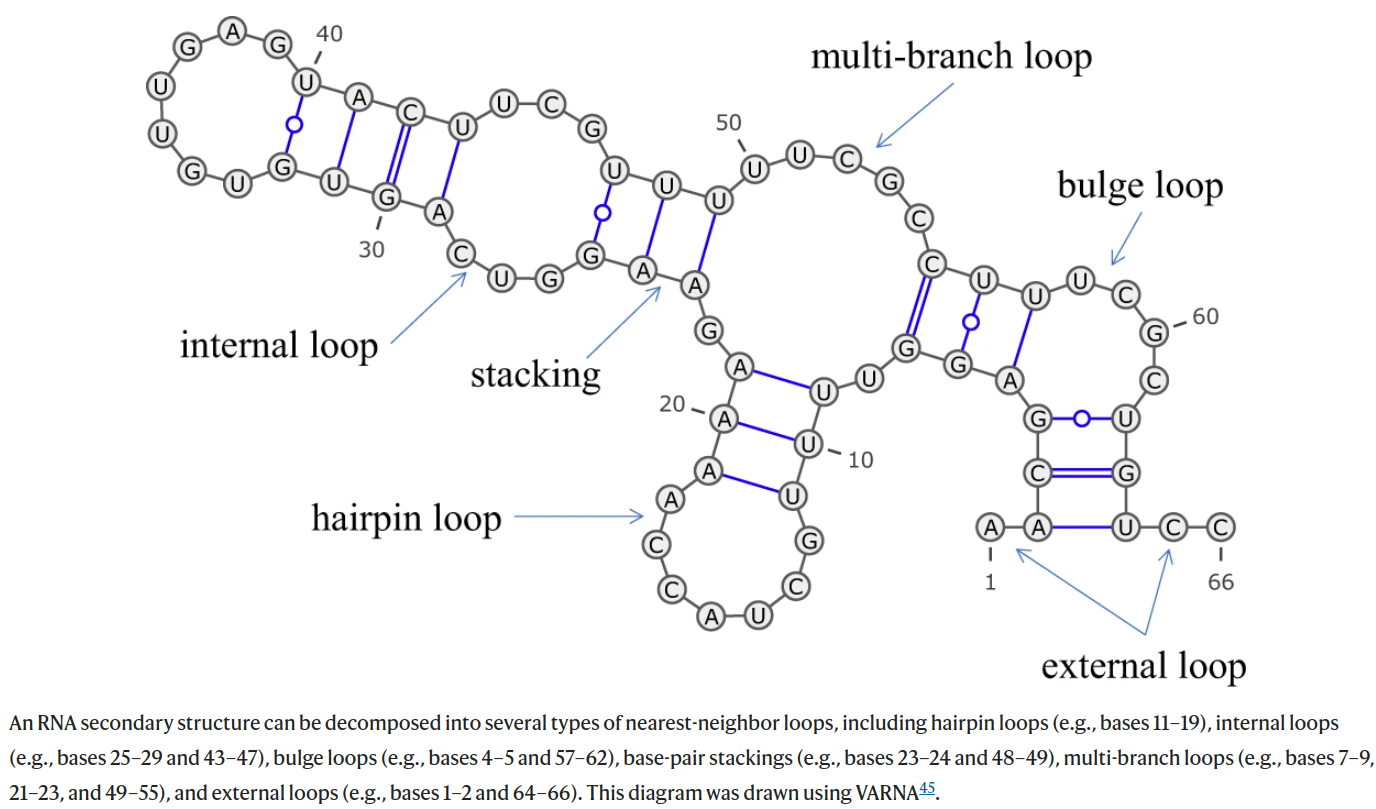 A A C G A G G U U U U G C U A C C A A A A G A A G G U C A G U G U G U U G A G U A C U U C G U U U U U C G C C U U U C G C U G U C C
40
multi-branch loop
50
bulge loop
30
60
internal loop
stacking
20
10
hairpin loop
1
66
external loop
An RNA secondary structure can be decomposed into several types of nearest-neighbor loops, including hairpin loops (e.g., bases 11–19), internal loops
(e.g., bases 25–29 and 43–47), bulge loops (e.g., bases 4–5 and 57–62), base-pair stackings (e.g., bases 23–24 and 48–49), multi-branch loops (e.g., bases 7–9,
21–23, and 49–55), and external loops (e.g., bases 1–2 and 64–66). This diagram was drawn using VARNA45.